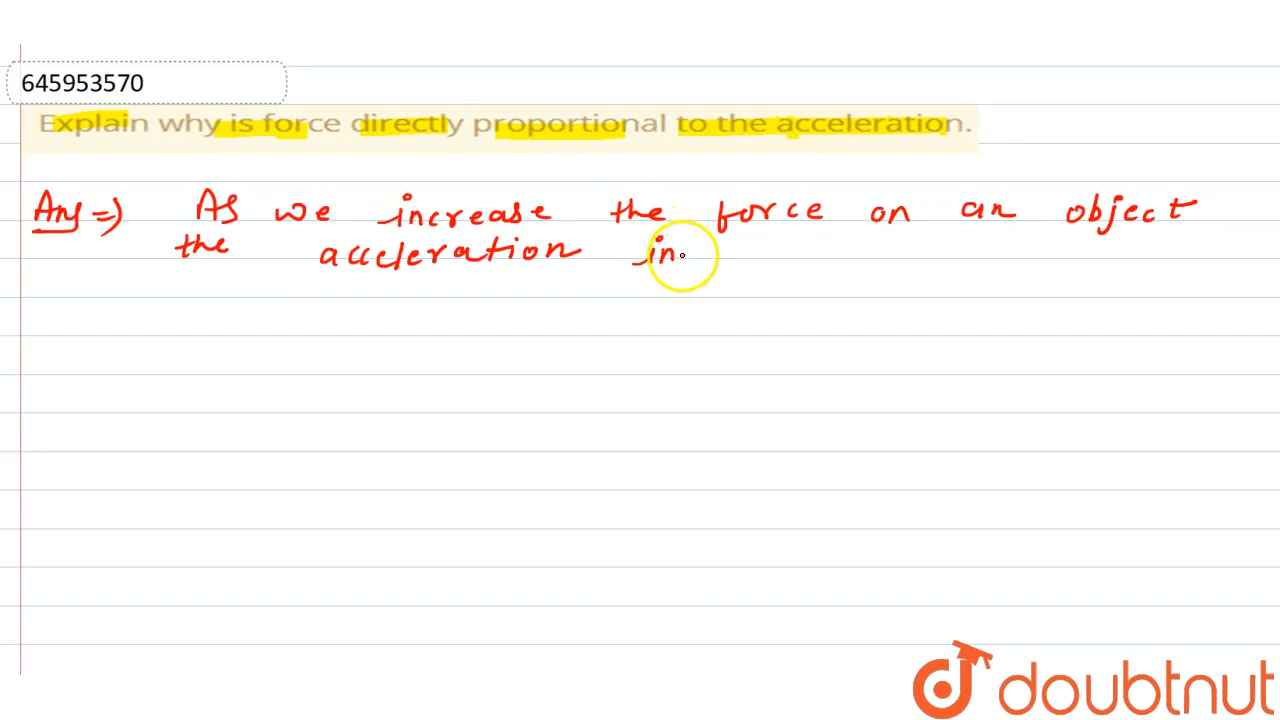 645953570
Explain why is force directly proportional to the acceleration.
Ans ⇒ As we increase the force on an object
the acceleration in
doubtnut